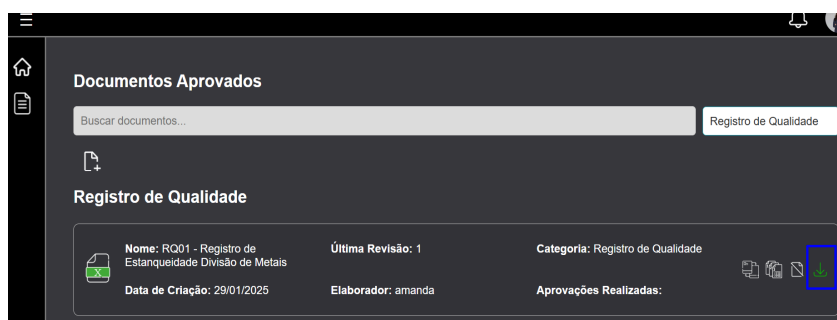 Documentos Aprovados
Buscar documentos...
Registro de Qualidade
Registro de Qualidade
Nome: RQ01 - Registro de
Estanqueidade Divisão de Metais
Data de Criação: 29/01/2025
Última Revisão: 1
Elaborador: amanda
Categoria: Registro de Qualidade
Aprovações Realizadas:
X